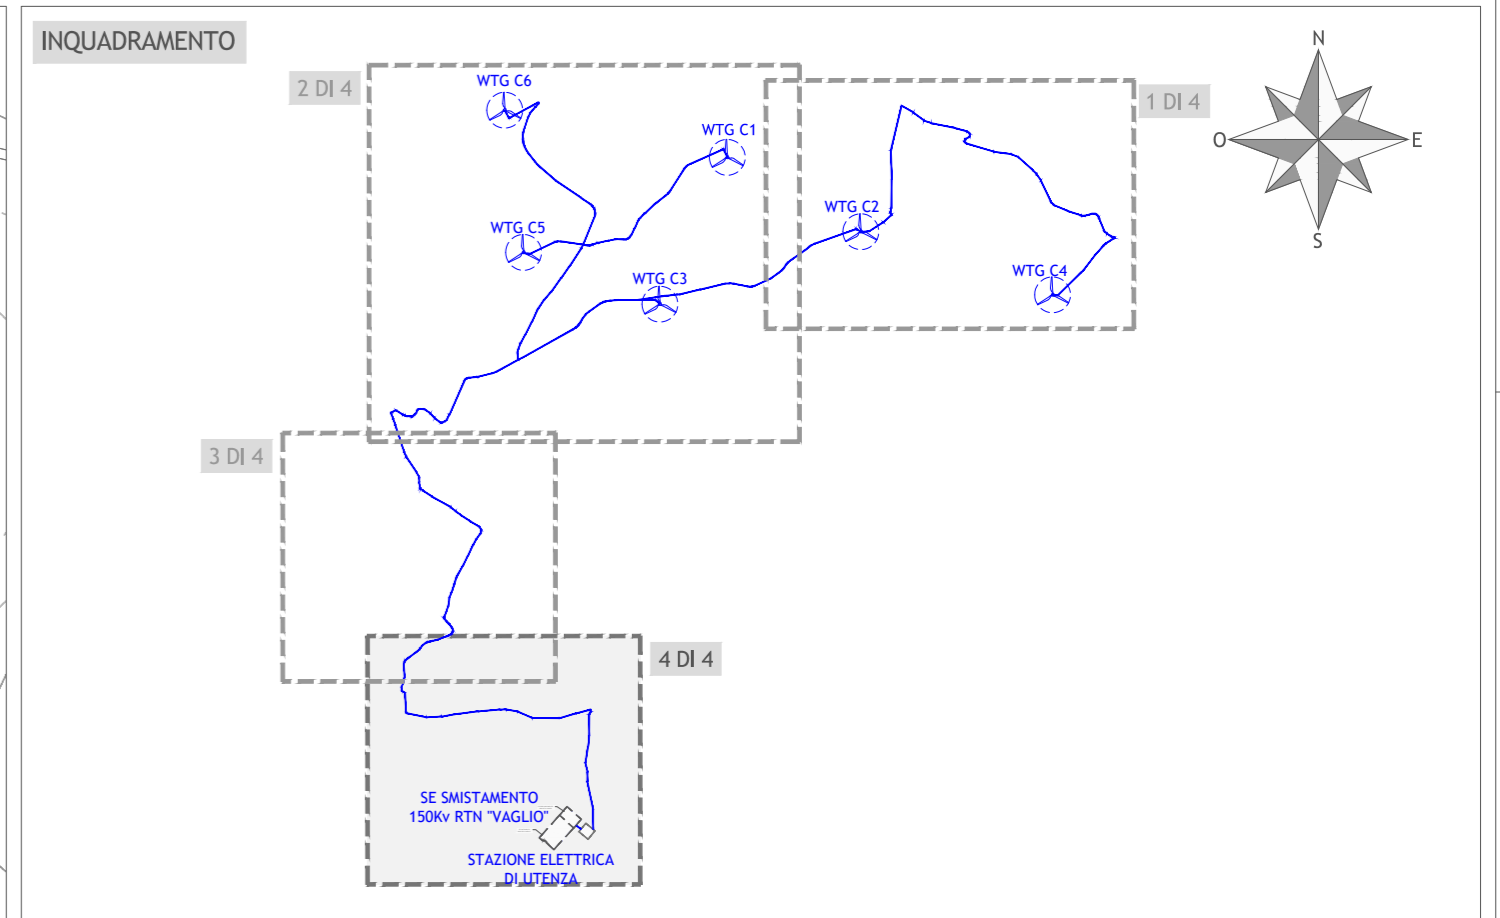 INQUADRAMENTO
N
2 DI 4
WTG C6
1 DI 4
WTG C1
O
E
WTG C2
WTG C5
S
WTG C3
WTG C4
3 DI 4
4 DI 4
SE SMISTAMENTO
150Kv RTN "VAGLIO"
STAZIONE ELETTRICA
DI UTENZA